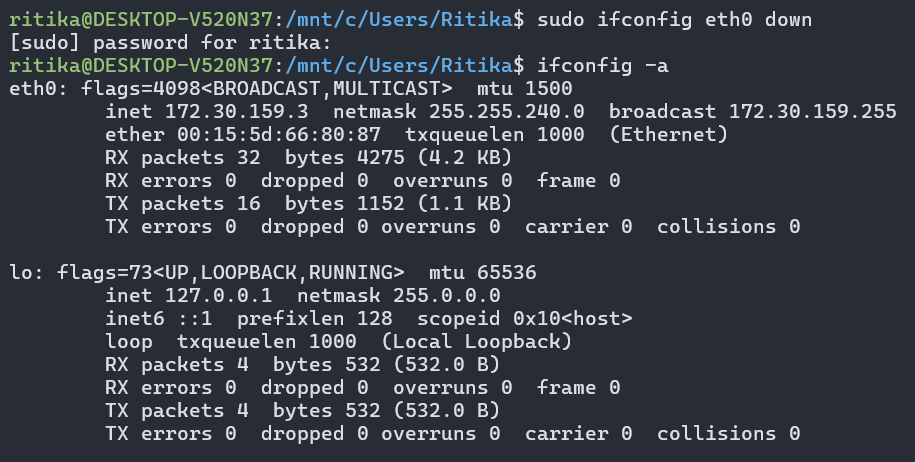 ritika@DESKTOP-V520N37:/mnt/c/Users/Ritika$ sudo ifconfig eth0 down
[sudo] password for ritika:
ritika@DESKTOP-V520N37:/mnt/c/Users/Ritika$ ifconfig -a
eth0: flags=4098<BROADCAST,MULTICAST>  mtu 1500
        inet 172.30.159.3  netmask 255.255.240.0  broadcast 172.30.159.255
        ether 00:15:5d:66:80:87  txqueuelen 1000  (Ethernet)
        RX packets 32  bytes 4275 (4.2 KB)
        RX errors 0  dropped 0  overruns 0  frame 0
        TX packets 16  bytes 1152 (1.1 KB)
        TX errors 0  dropped 0 overruns 0  carrier 0  collisions 0

lo: flags=73<UP,LOOPBACK,RUNNING>  mtu 65536
        inet 127.0.0.1  netmask 255.0.0.0
        inet6 ::1  prefixlen 128  scopeid 0x10<host>
        loop  txqueuelen 1000  (Local Loopback)
        RX packets 4  bytes 532 (532.0 B)
        RX errors 0  dropped 0  overruns 0  frame 0
        TX packets 4  bytes 532 (532.0 B)
        TX errors 0  dropped 0 overruns 0  carrier 0  collisions 0